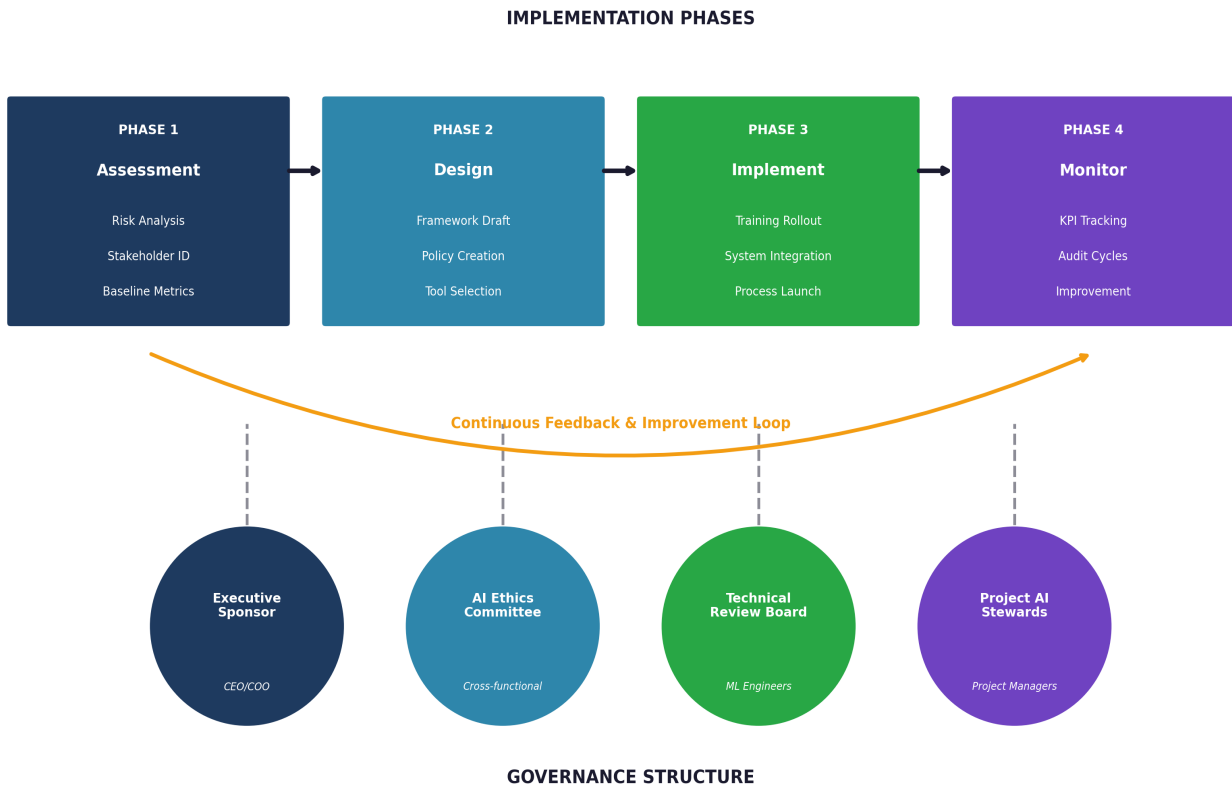 IMPLEMENTATION PHASES
PHASE 1
Assessment
Risk Analysis
Stakeholder ID
Baseline Metrics
PHASE 2
Design
Framework Draft
Policy Creation
Tool Selection
PHASE 3
Implement
Training Rollout
System Integration
Process Launch
PHASE 4
Monitor
KPI Tracking
Audit Cycles
Improvement
Continuous Feedback & Improvement Loop
Executive
Sponsor
CEO/COO
AI Ethics
Committee
Cross-functional
Technical
Review Board
ML Engineers
Project AI
Stewards
Project Managers
GOVERNANCE STRUCTURE